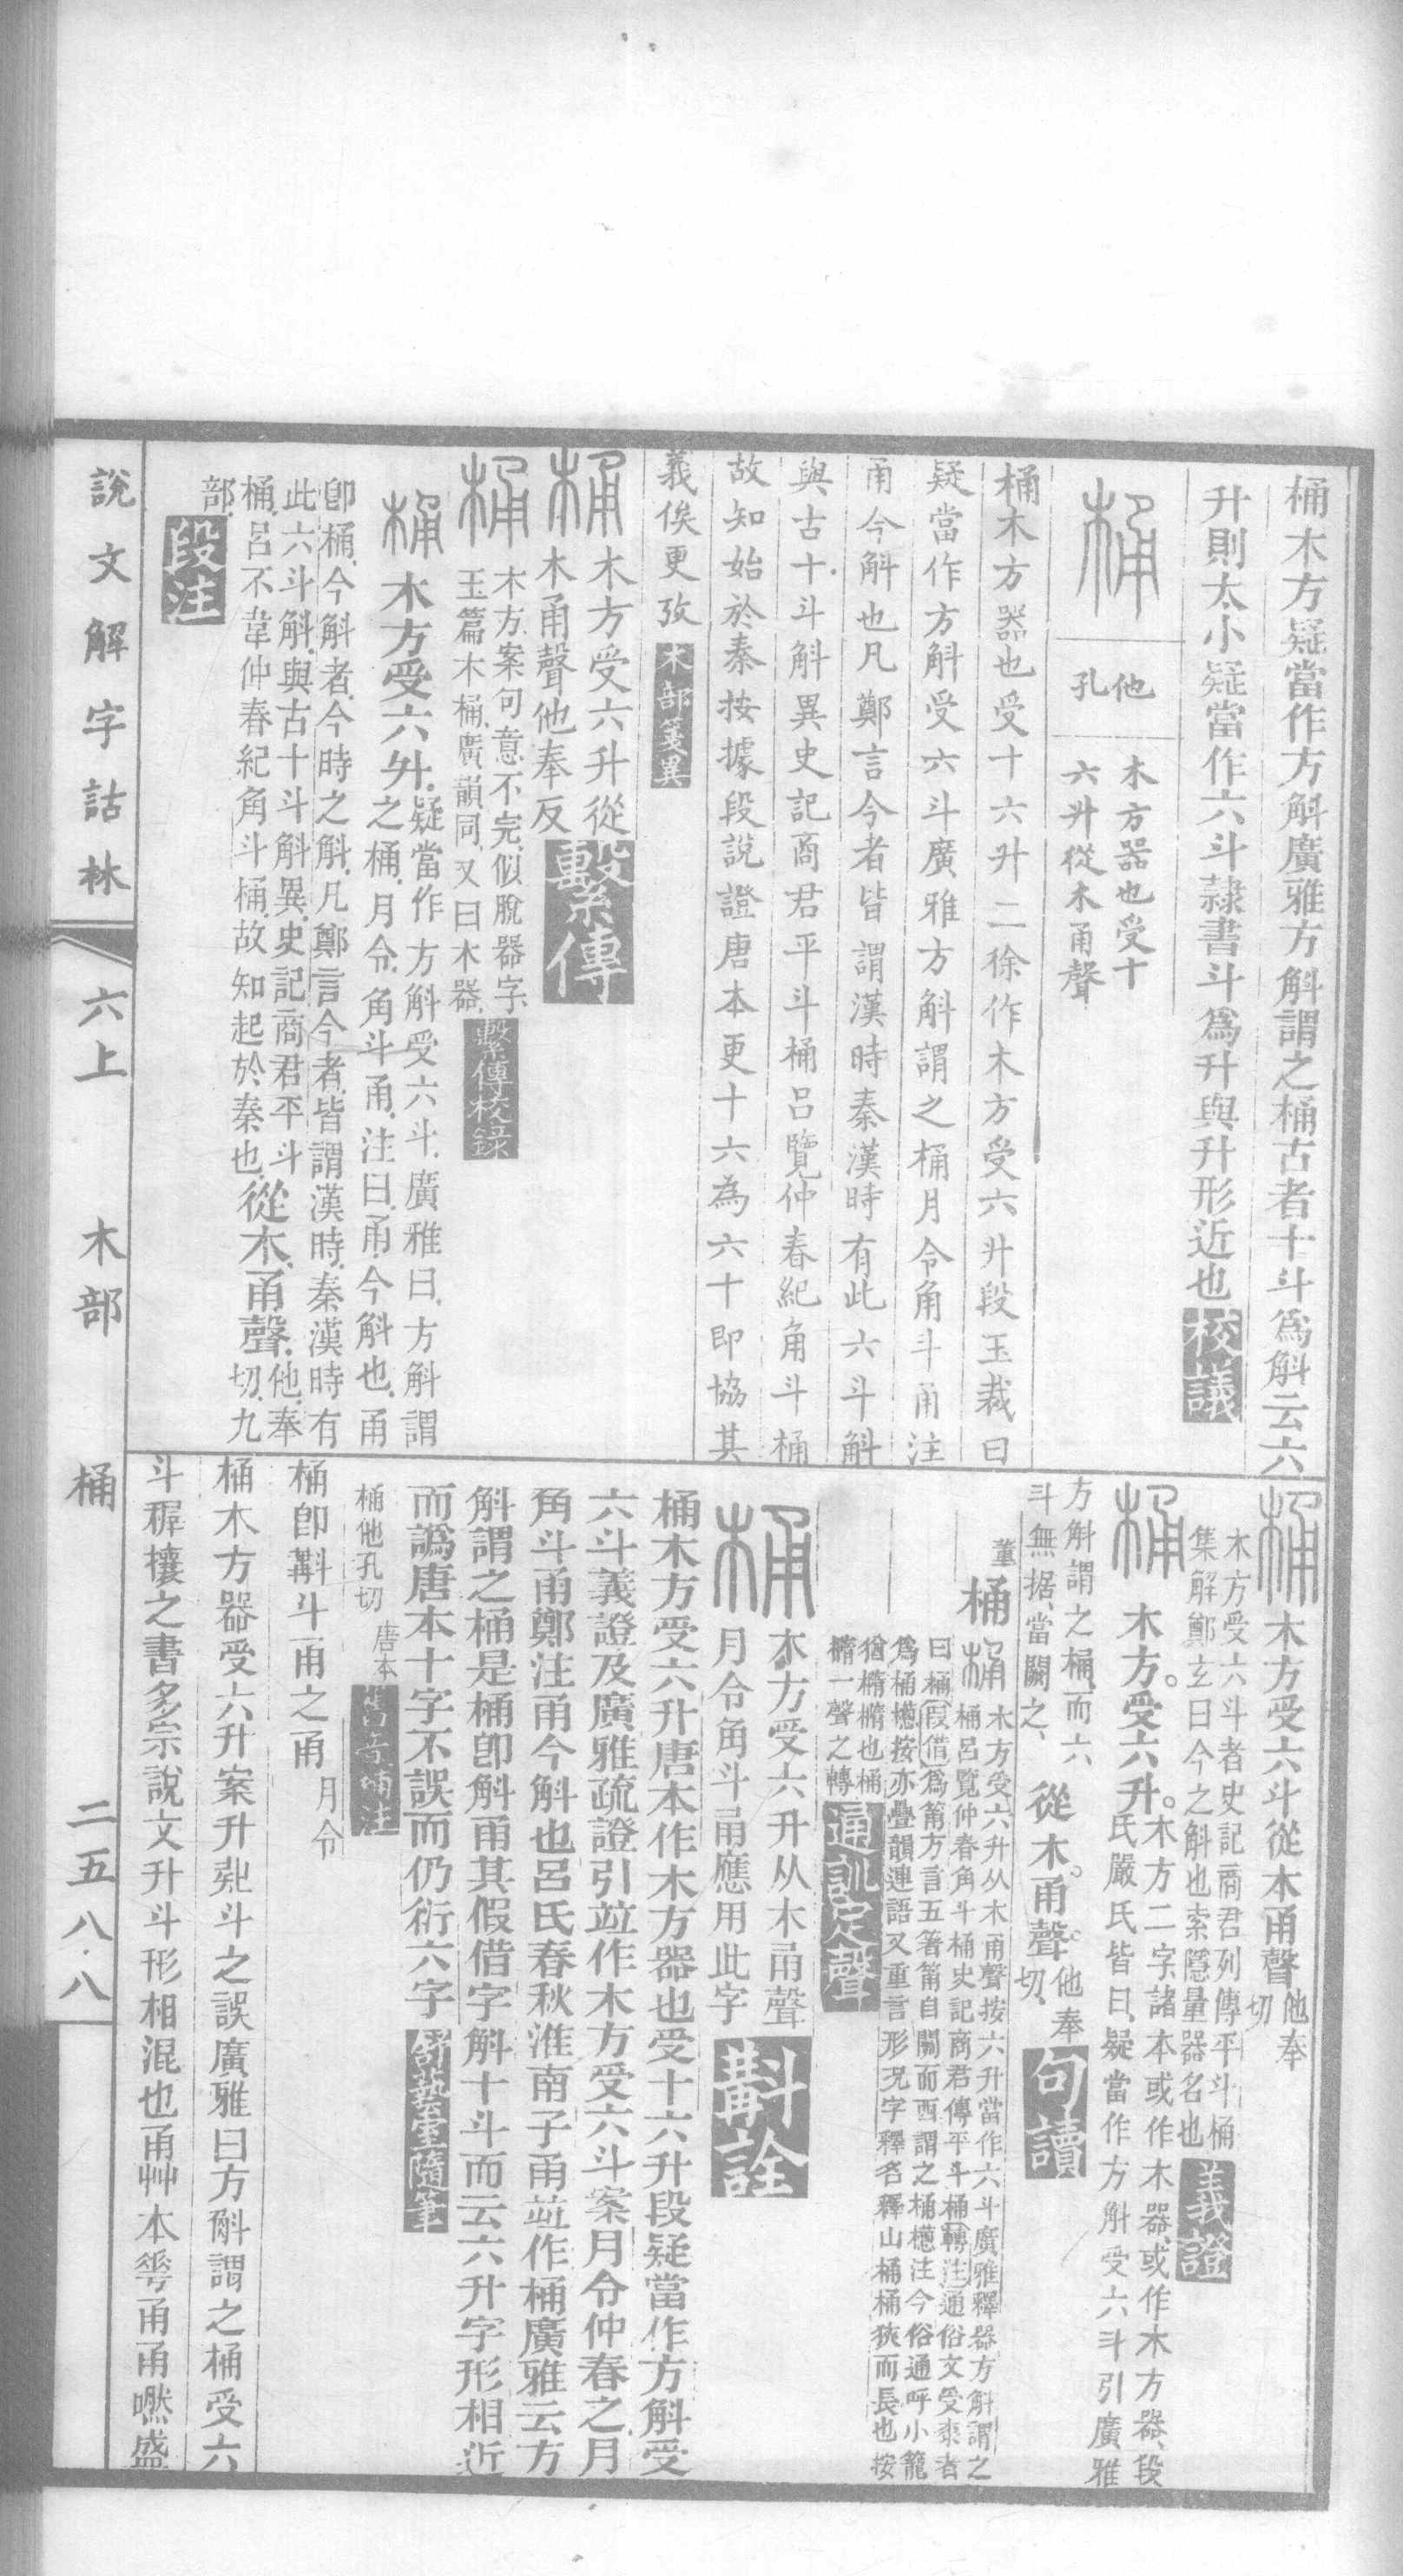 桶木方疑當作方斛廣雅方斛謂之桶古者十斗爲斛云六
升則太小疑當作六斗隷書斗爲升與升形近也校議
桶
他
孔
木方器也受十
六升從木甬聲
桶木方器也受十六升二徐作木方受六升段玉裁曰
疑當作方斛受六斗廣雅方斛謂之桶月令角斗甬注
甬今斛也凡鄭言今者皆謂漢時秦漢時有此六斗斛
與古十斗斛異史記商君平斗桶呂覽仲春紀角斗桶
故知始於秦按據段說證唐本更十六為六十即協其
義俟更攷木部箋異
桶木方受六升從
木甬聲他奉反繫傳
桶木方案句意不完似脫器字
玉篇木桶廣韻同又曰木器繫傳校錄
桶木方受六升疑當作方斛受六斗廣雅曰方斛謂
之桶月令角斗甬注曰甬今斛也甬
卽桶今斛者今時之斛凡鄭言今者皆謂漢時秦漢時有
此六斗斛與古十斗斛異史記商君平斗
桶呂不韋仲春紀角斗桶故知起於秦也從木甬聲他奉切九
部段注
桶木方受六斗從木甬聲他奉切
木方受六斗者史記商君列傳平斗桶
集解鄭玄曰今之斛也索隱量器名也義證
桶木方。受六升。木方二字諸本或作木器、或作木方器、段
氏嚴氏皆曰、疑當作方斛受六斗引廣雅
方斛謂之桶、而六
斗無据、當闕之、從木。甬聲。他奉切、句讀
董
桶桶木方受六升从木甬聲按六升當作六斗廣雅釋器方斛謂之
桶呂覽仲春角斗桶史記商君傳平斗桶轉注通俗文受桼者
曰桶假借爲筩方言五箸筩自關而西謂之桶檧注今俗通呼小籠
爲桶檧按亦疊韻連語又重言形況字釋名釋山桶桶狹而長也按
猶橢橢也桶
橢一聲之轉通訓定聲
桶木方受六升从木甬聲
月令角斗甬應用此字斠詮
桶木方受六升唐本作木方器也受十六升段疑當作方斛受
六斗義證及廣雅疏證引竝作木方受六斗案月令仲春之月
角斗甬鄭注甬今斛也呂氏春秋淮南子甬竝作桶廣雅云方
斛謂之桶是桶卽斛甬其假借字斛十斗而云六升字形相近
而譌唐本十字不誤而仍衍六字舒藝室隨筆
桶他孔切唐本舊音補注
桶卽斠斗甬之甬月令
桶木方器受六升案升乃斗之誤廣雅曰方斛謂之桶受六
斗穉欀之書多宗說文升斗形相混也甬艸木華甬甬嘫盛
說文解字詁林
六上
木部
桶
二五八八